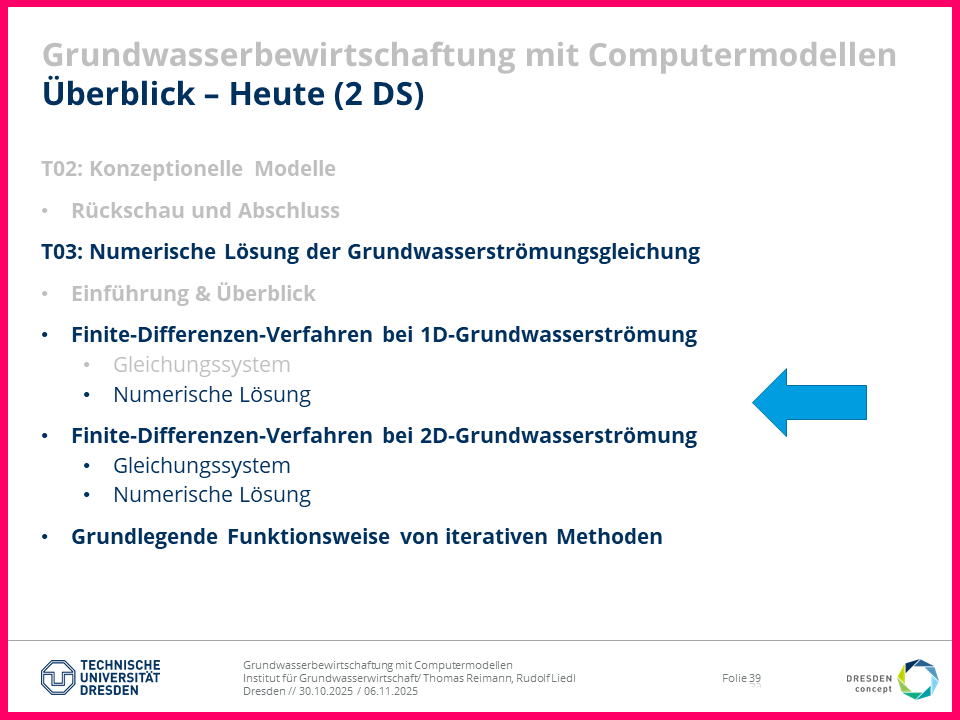 Grundwasserbewirtschaftung mit Computermodellen
Überblick – Heute (2 DS)
T02: Konzeptionelle Modelle
• Rückschau und Abschluss
T03: Numerische Lösung der Grundwasserströmungsgleichung
• Einführung & Überblick
• Finite-Differenzen-Verfahren bei 1D-Grundwasserströmung
• Gleichungssystem
• Numerische Lösung
• Finite-Differenzen-Verfahren bei 2D-Grundwasserströmung
• Gleichungssystem
• Numerische Lösung
• Grundlegende Funktionsweise von iterativen Methoden
TECHNISCHE
UNIVERSITÄT
DRESDEN
Grundwasserbewirtschaftung mit Computermodellen
Institut für Grundwasserwirtschaft/ Thomas Reimann, Rudolf Liedl
Dresden // 30.10.2025 / 06.11.2025
Folie 39
DRESDEN
concept